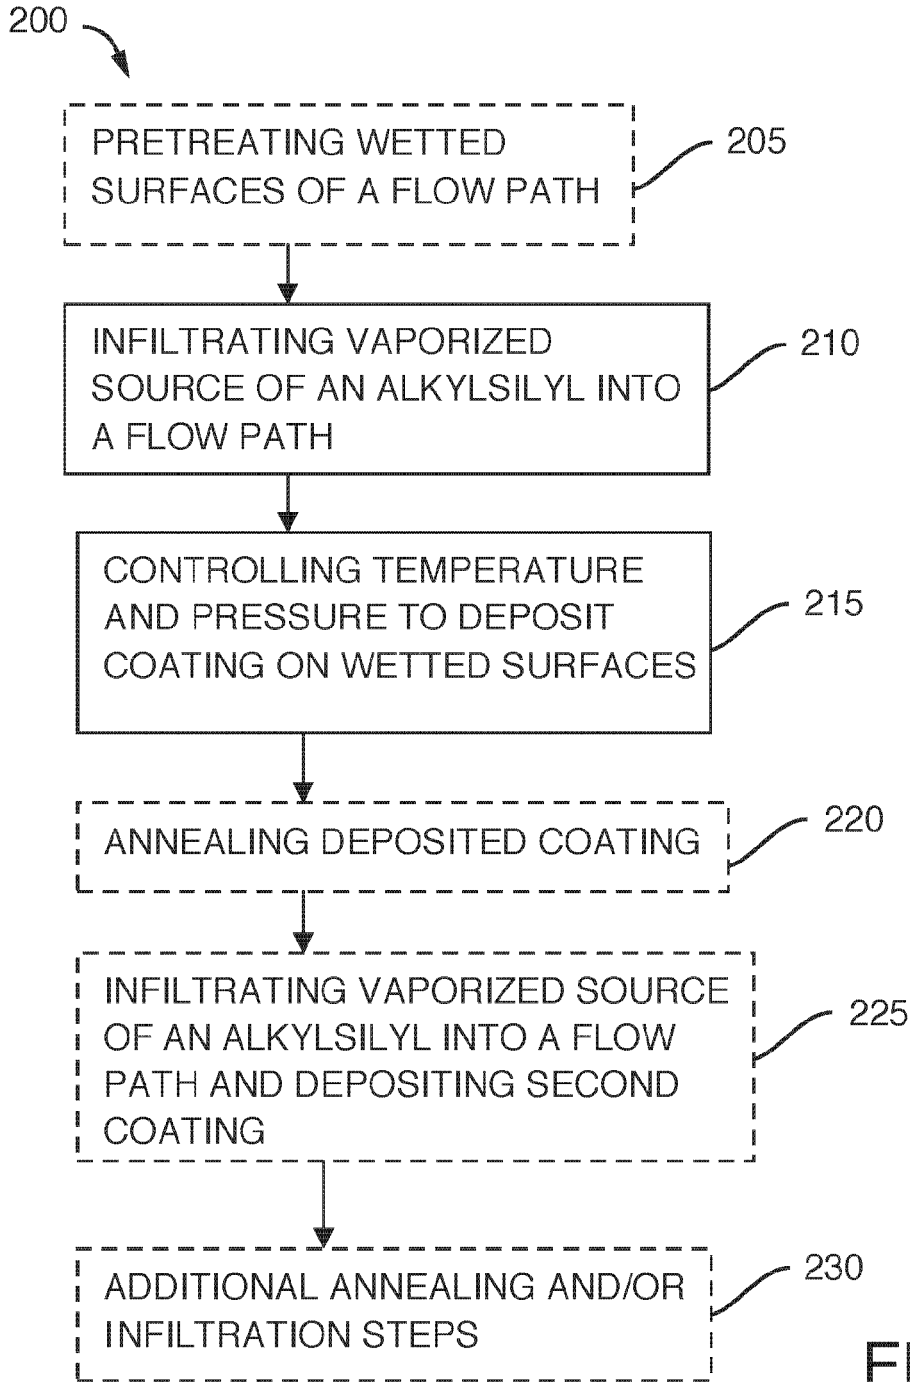 200
PRETREATING WETTED
SURFACES OF A FLOW PATH
205
INFILTRATING VAPORIZED
SOURCE OF AN ALKYLSILYL INTO
A FLOW PATH
210
CONTROLLING TEMPERATURE
AND PRESSURE TO DEPOSIT
COATING ON WETTED SURFACES
215
ANNEALING DEPOSITED COATING
220
INFILTRATING VAPORIZED SOURCE
OF AN ALKYLSILYL INTO A FLOW
PATH AND DEPOSITING SECOND
COATING
225
ADDITIONAL ANNEALING AND/OR
INFILTRATION STEPS
230